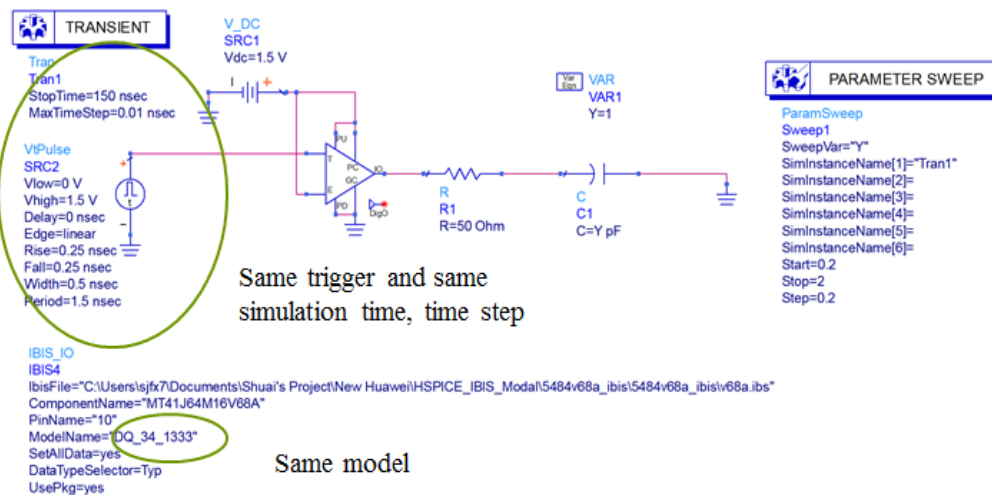 TRANSIENT
Tran
Tran1
StopTime=150 nsec
MaxTimeStep=0.01 nsec
V_DC
SRC1
Vdc=1.5 V
Var
Eqn
VAR
VAR1
Y=1
PARAMETER SWEEP
ParamSweep
Sweep1
SweepVar="Y"
SimInstanceName[1]="Tran1"
SimInstanceName[2]=
SimInstanceName[3]=
SimInstanceName[4]=
SimInstanceName[5]=
SimInstanceName[6]=
Start=0.2
Stop=2
Step=0.2
VtPulse
SRC2
Vlow=0 V
Vhigh=1.5 V
Delay=0 nsec
Edge=linear
Rise=0.25 nsec
Fall=0.25 nsec
Width=0.5 nsec
Period=1.5 nsec
t
PU
T
PC
IO
GC
E
PD
DigO
R
R1
R=50 Ohm
C
C1
C=Y pF
Same trigger and same
simulation time, time step
IBIS_IO
IBIS4
IbisFile="C:\Users\sjfx7\Documents\Shuai's Project\New Huawei\HSPICE_IBIS_Modal\5484v68a_ibis\5484v68a_ibis\v68a.ibs"
ComponentName="MT41J64M16V68A"
PinName="10"
ModelName="DQ_34_1333"
SetAllData=yes
DataTypeSelector=Typ
UsePkg=yes
Same model